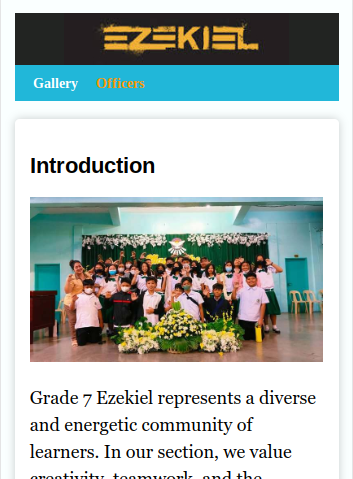 EZEKIEL
Gallery Officers
Introduction
Grade 7 Ezekiel represents a diverse
and energetic community of
learners. In our section, we value
creativity, teamwork, and the